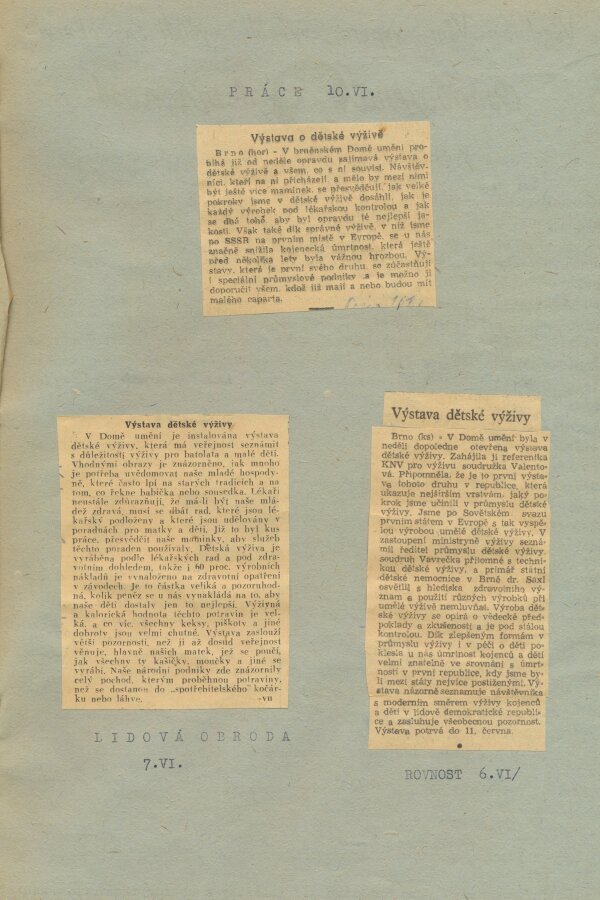 PRÁCE 10.VI.
Výstava o dětské výživě
Brno (hor) - V brněnském Domě umění pro-
bíhá již od neděle opravdu zajímavá výstava o
dětské výživě a všem, co s ní souvisí. Návštěv-
níci, kteří na ni přicházejí, a mělo by mezi nimi
být ještě více maminek, se přesvědčují, jak velké
pokroky jsme v dětské výživě dosáhli, jak je
každý výrobek pod lékařskou kontrolou a jak
se dbá toho, aby byl opravdu té nejlepší ja-
kosti. Však také dík správné výživě, v níž jsme
po SSSR na prvním místě v Evropě, se u nás
značně snížila kojenecká úmrtnost, která ještě
před několika lety byla vážnou hrozbou. Vý-
stavy, která je první svého druhu, se zúčastňují
i speciální průmyslové podniky a je možno ji
doporučit všem, kdož již mají a nebo budou mít
malého caparta.
Výstava dětské výživy
V Domě umění je instalována výstava
dětské výživy, která má veřejnost seznámit
s důležitostí výživy pro batolata a malé děti.
Vhodnými obrazy je znázorněno, jak mnoho
je potřeba uvědomovat naše mladé hospody-
ně, které často lpí na starých tradicích a na
tom, co řekne babička nebo sousedka. Lékaři
neustále zdůrazňují, že má-li být naše mlá-
dež zdravá, musí se dbát rad, které jsou lé-
kařsky podloženy a které jsou udělovány v
poradnách pro matky a děti. Již to byl kus
práce, přesvědčit naše maminky, aby služeb
těchto poraden používaly. Dětská výživa je
vyráběna podle lékařských rad a pod zdra-
votním dohledem, takže i 60 proc. výrobních
nákladů je vynaloženo na zdravotní opatření
v závodech. Je to částka veliká a pozoruhod-
ná, kolik peněz se u nás vynakládá na to, aby
naše děti dostaly jen to nejlepší. Výživná
a kalorická hodnota těchto potravin je vel-
ká, a co víc, všechny keksy, piškoty a jiné
dobroty jsou velmi chutné. Výstava zaslouží
větší pozornosti, než jí až dosud veřejnost
věnuje, hlavně našich matek, jež se poučí,
jak všechny ty kašičky, moučky a jiné se
vyrábí. Naše národní podniky zde znázornily
celý pochod, kterým proběhnou potraviny,
než se dostanou do „spotřebitelského“ kočár-
ku nebo láhve. -vn
LIDOVÁ OBRODA
7.VI.
Výstava dětské výživy
Brno (ks) - V Domě umění byla v
neděli dopoledne otevřena výstava
dětské výživy. Zahájila ji referentka
KNV pro výživu soudružka Valento-
vá. Připomněla, že je to první výsta-
va tohoto druhu v republice, která
ukazuje nejširším vrstvám, jaký po-
krok jsme učinili v průmyslu dětské
výživy. Jsme po Sovětském svazu
prvním státem v Evropě s tak vyspě-
lou výrobou umělé dětské výživy. V
zastoupení ministryně výživy sezná-
mil ředitel průmyslu dětské výživy
soudruh Vavrečka přítomné s techni-
kou dětské výživy, a primář státní
dětské nemocnice v Brně dr. Saxl
osvětlil s hlediska zdravotního vý-
znam a použití různých výrobků při
umělé výživě nemluvňat. Výroba dět-
ské výživy se opírá o vědecké před-
poklady a zkušenosti a je pod stálou
kontrolou. Dík zlepšeným formám v
průmyslu výživy i v péči o děti po-
klesla u nás úmrtnost kojenců a dětí
velmi znatelně ve srovnání s úmrt-
ností v první republice, kdy jsme by-
li mezi státy nejvíce postiženými. Vý-
stava názorně seznamuje návštěvníka
s moderním směrem výživy kojenců
a dětí v lidově demokratické republi-
ce a zasluhuje všeobecnou pozornost.
Výstava potrvá do 11. června.
ROVNOST 6.VI/